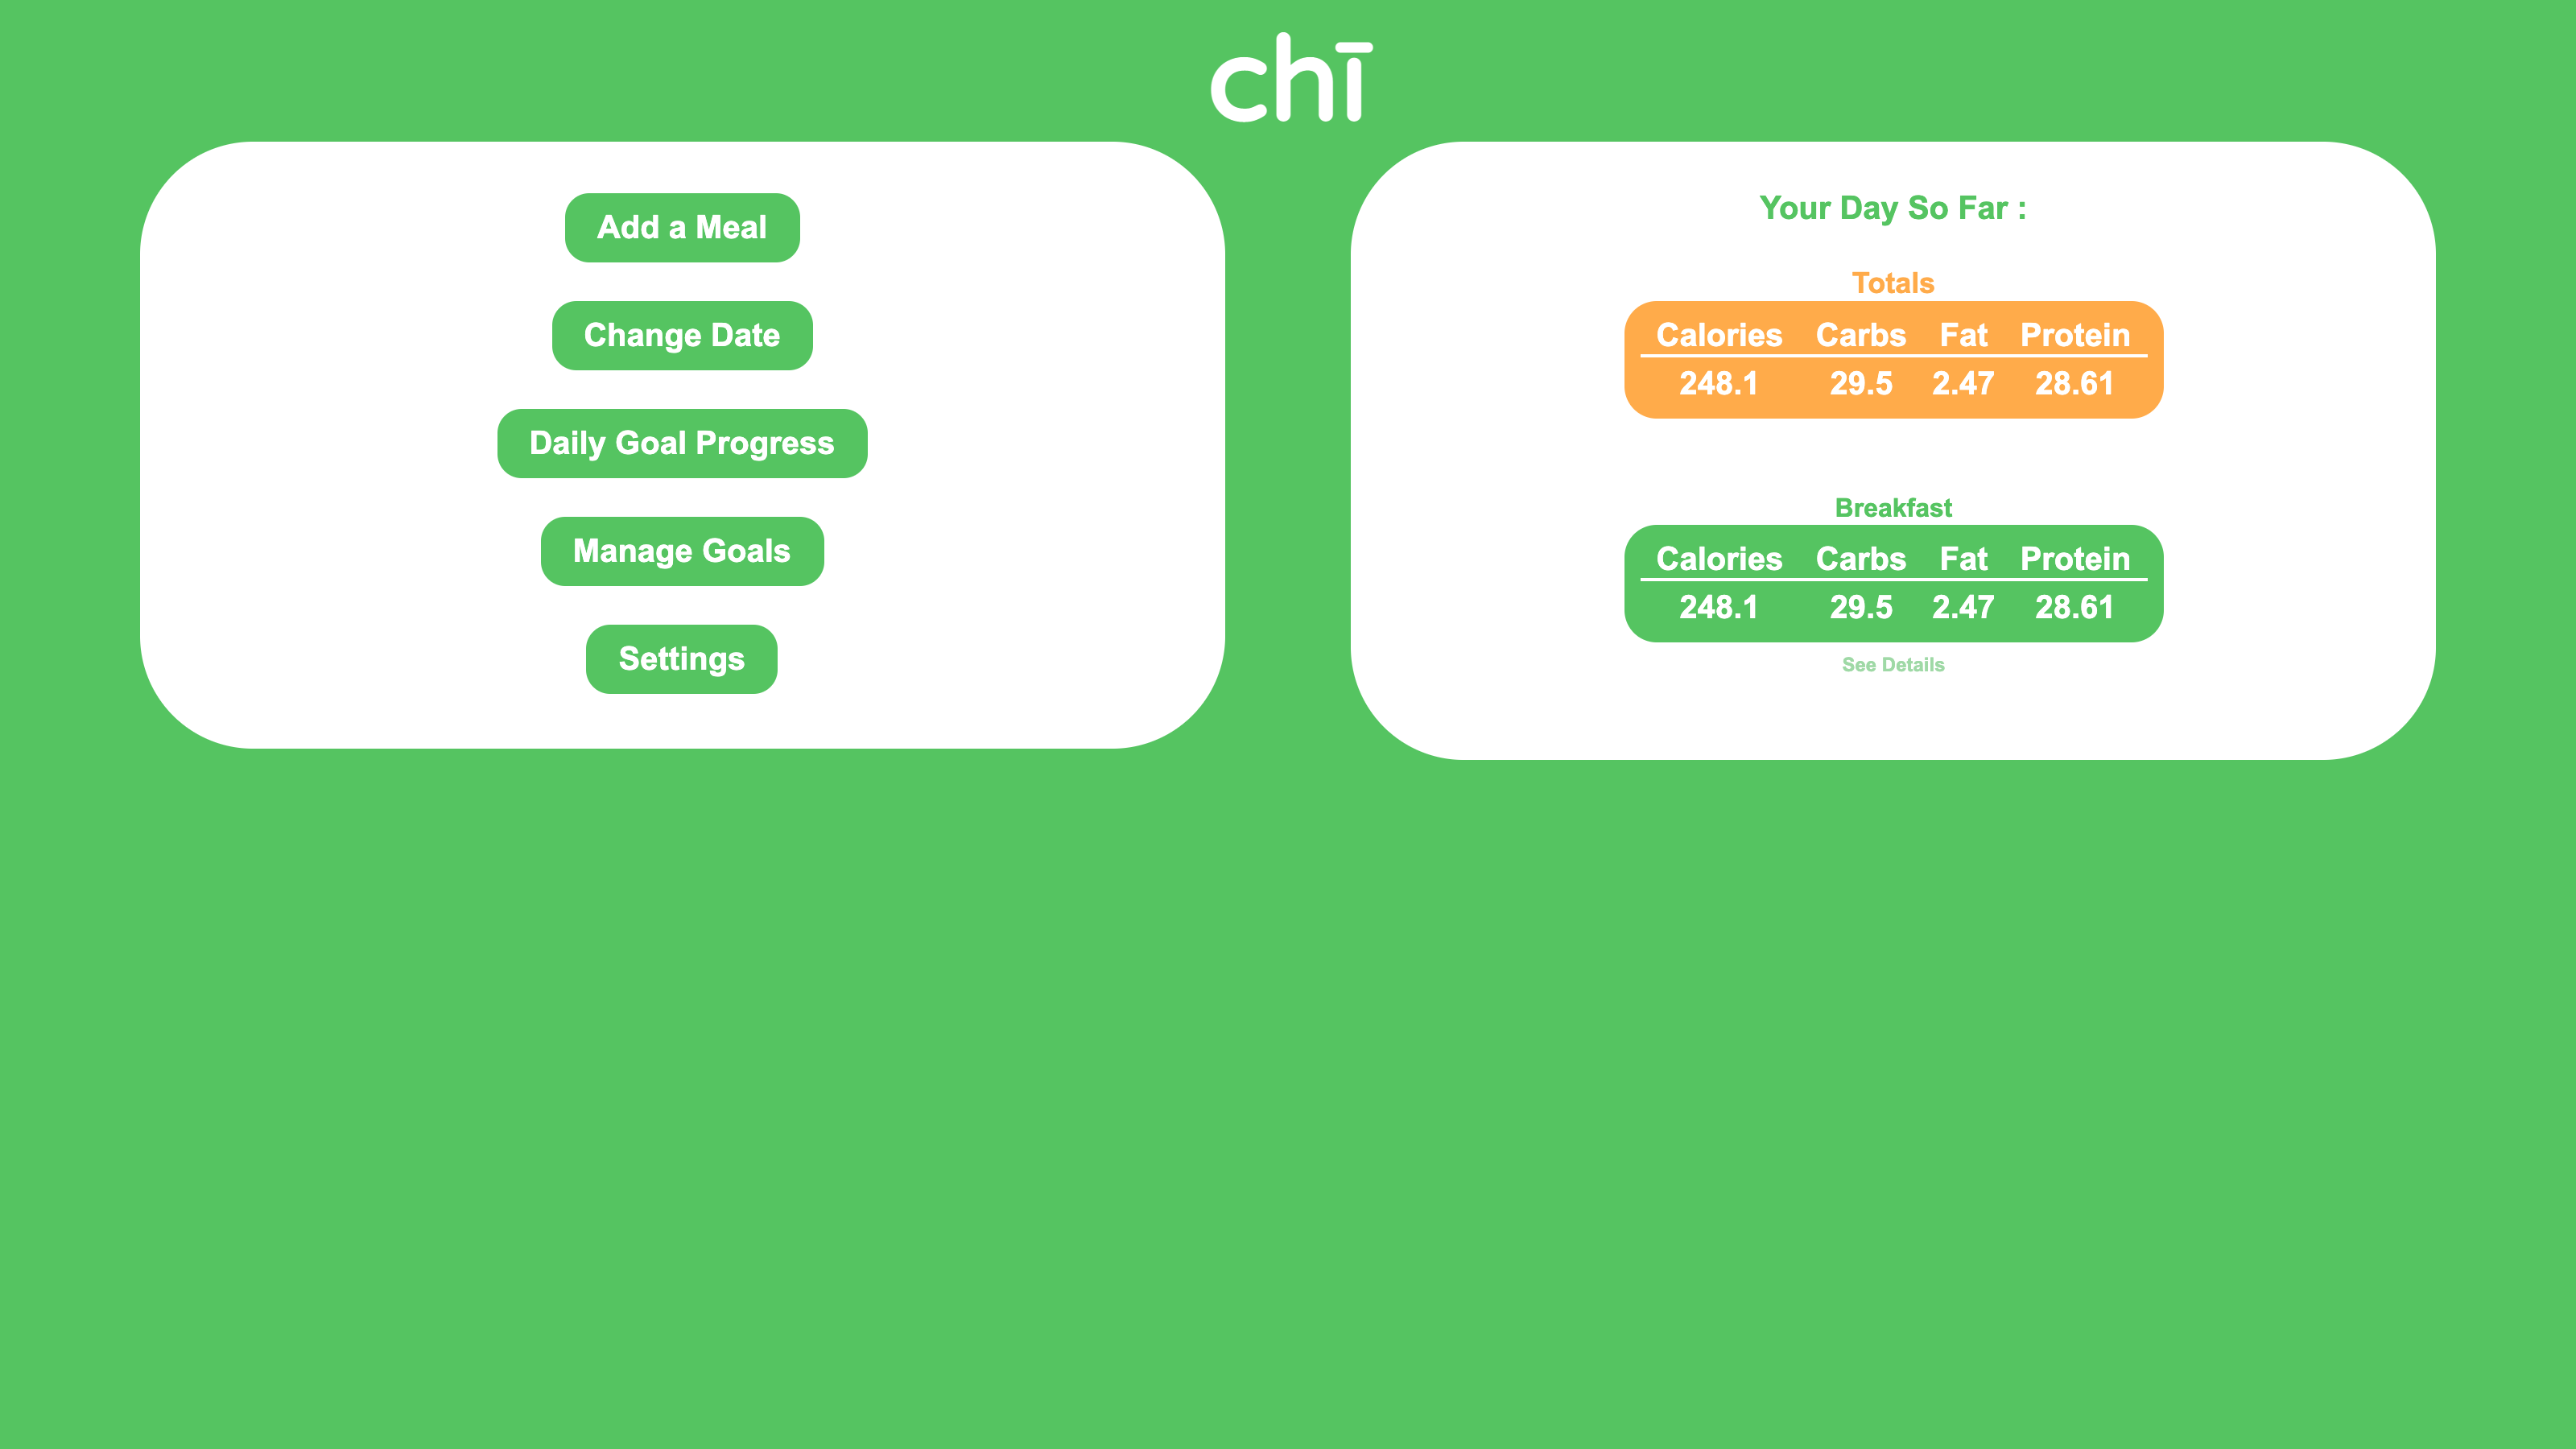 chī
Add a Meal
Change Date
Daily Goal Progress
Manage Goals
Settings
Your Day So Far :
Totals
Calories Carbs Fat Protein
248.1 29.5 2.47 28.61
Breakfast
Calories Carbs Fat Protein
248.1 29.5 2.47 28.61
See Details